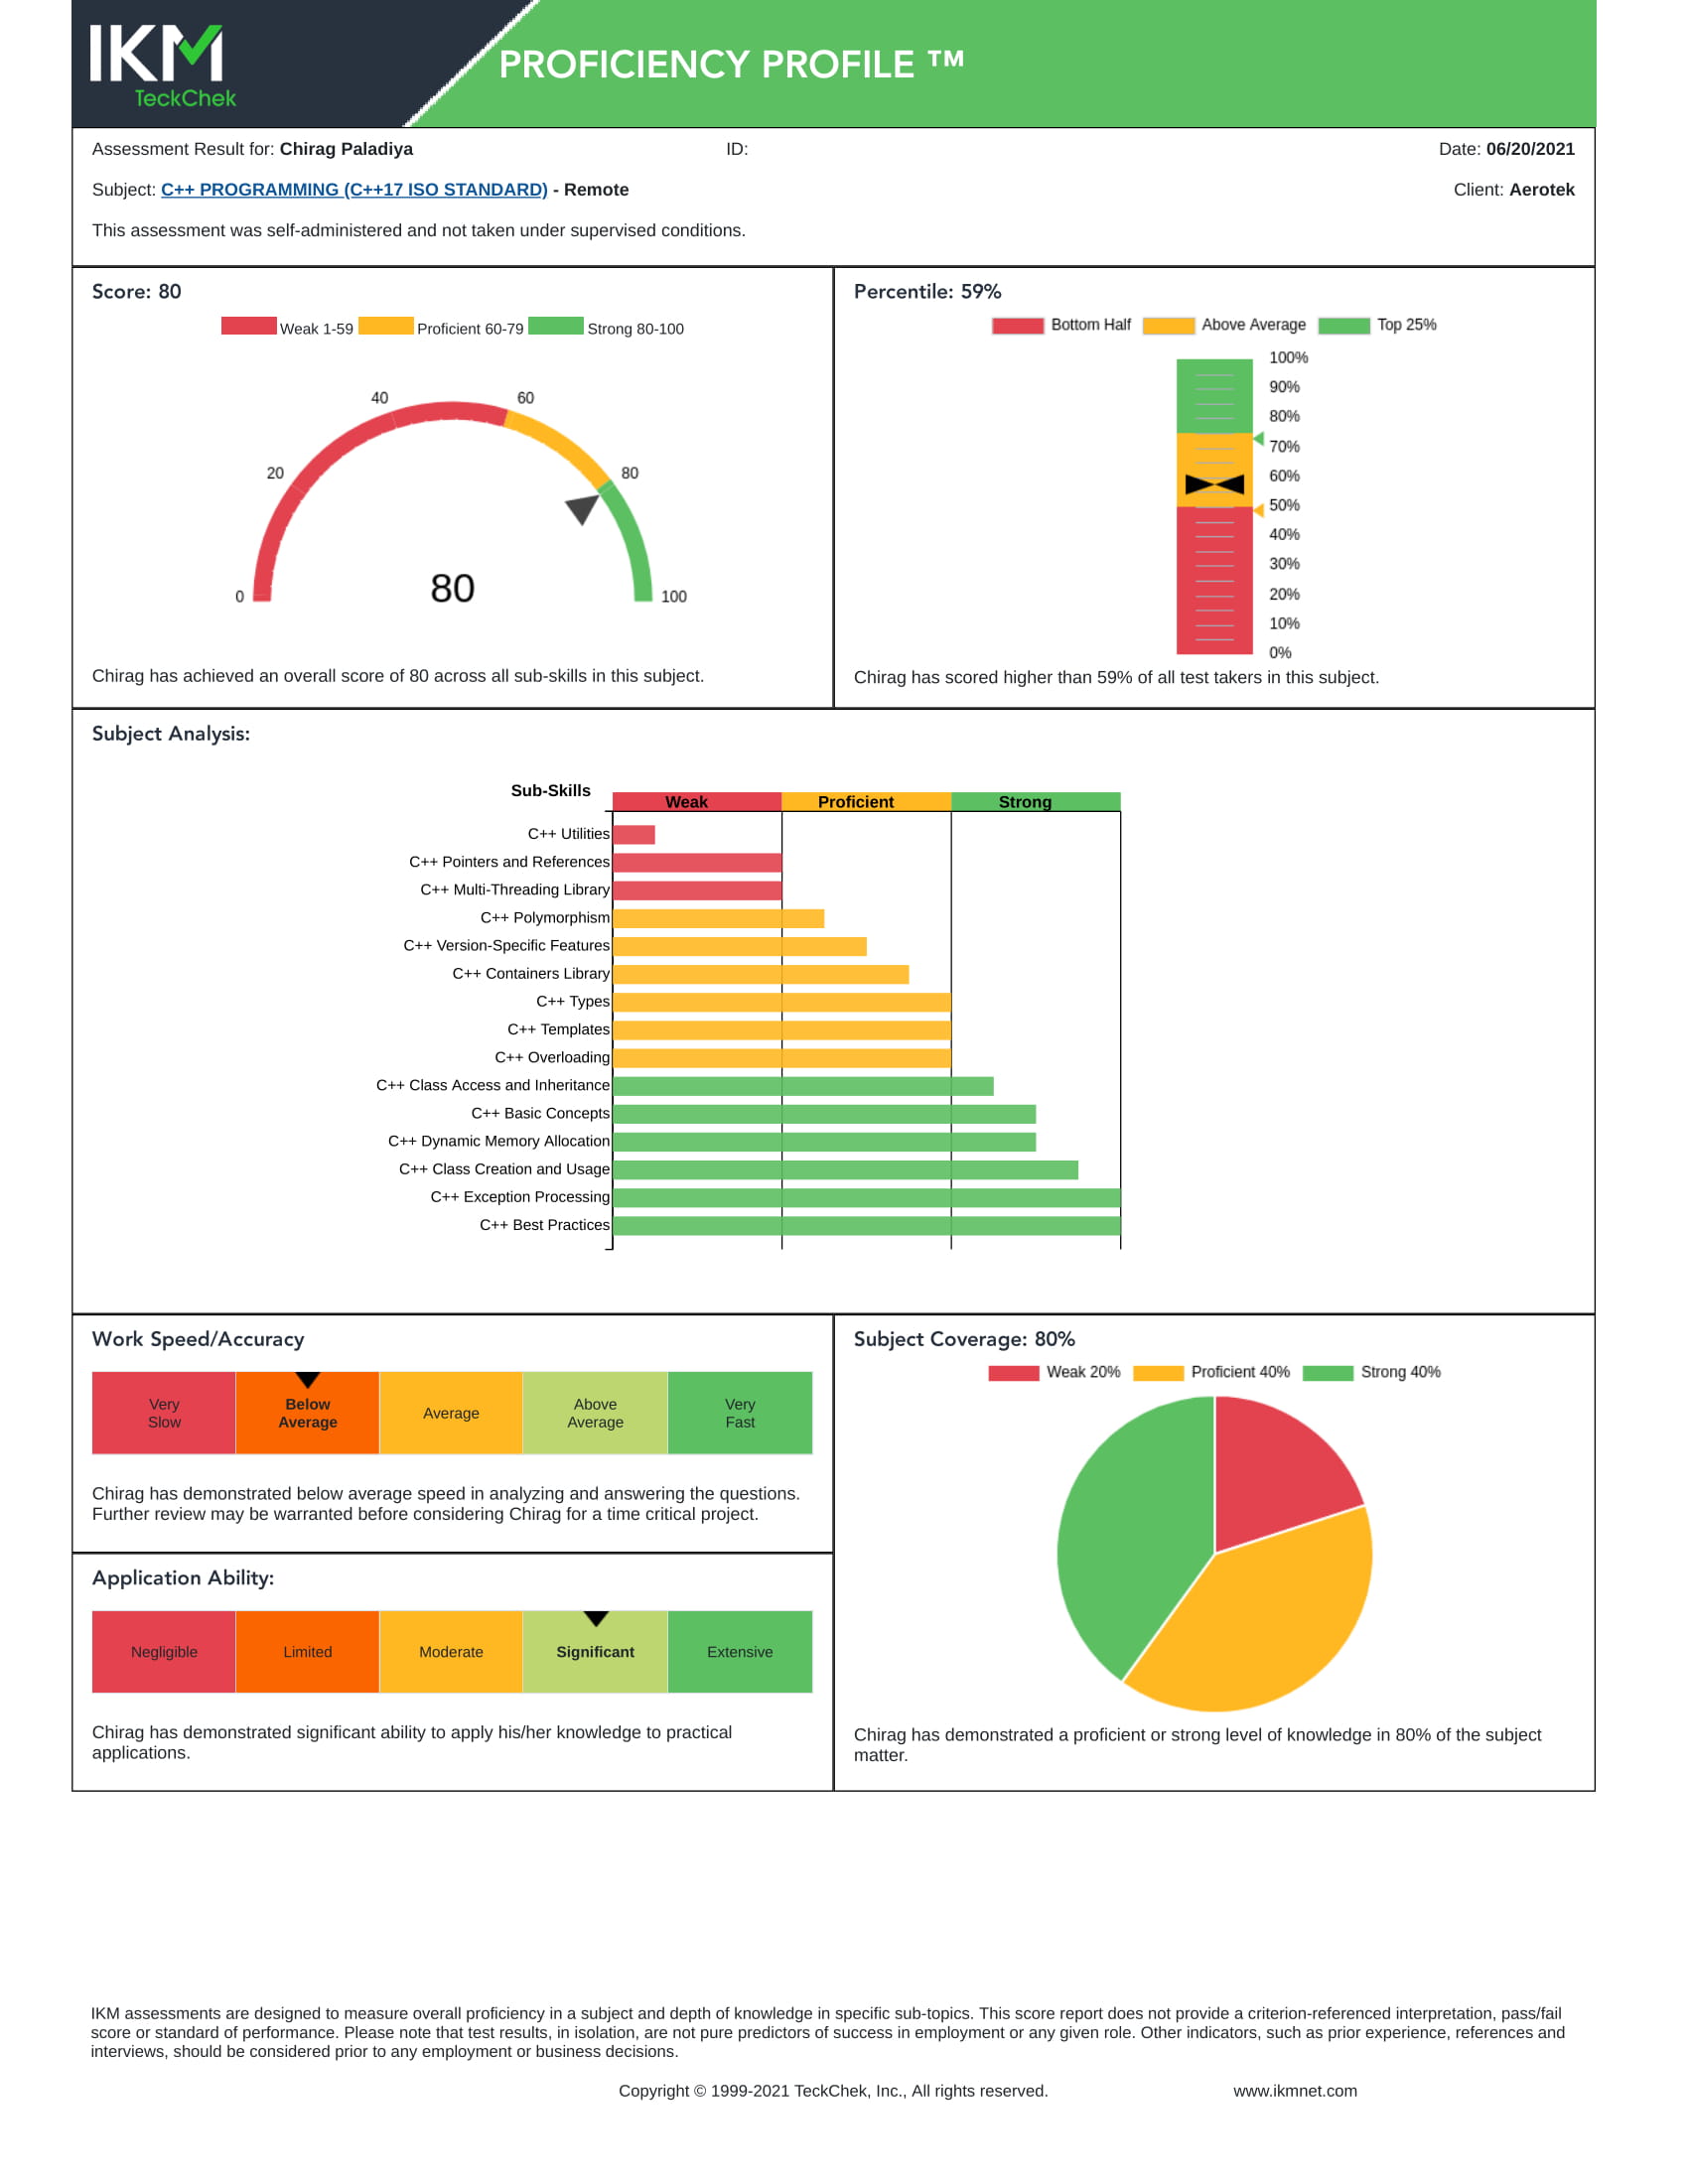 IKM
TeckChek
PROFICIENCY PROFILE ™
Assessment Result for: Chirag Paladiya ID: Date: 06/20/2021
Subject: C++ PROGRAMMING (C++17 ISO STANDARD) - Remote Client: Aerotek
This assessment was self-administered and not taken under supervised conditions.
Score: 80
Weak 1-59 Proficient 60-79 Strong 80-100
0
20
40
60
80
100
80
Chirag has achieved an overall score of 80 across all sub-skills in this subject.
Percentile: 59%
Bottom Half Above Average Top 25%
100%
90%
80%
70%
60%
50%
40%
30%
20%
10%
0%
Chirag has scored higher than 59% of all test takers in this subject.
Subject Analysis:
Sub-Skills Weak Proficient Strong
C++ Utilities
C++ Pointers and References
C++ Multi-Threading Library
C++ Polymorphism
C++ Version-Specific Features
C++ Containers Library
C++ Types
C++ Templates
C++ Overloading
C++ Class Access and Inheritance
C++ Basic Concepts
C++ Dynamic Memory Allocation
C++ Class Creation and Usage
C++ Exception Processing
C++ Best Practices
Work Speed/Accuracy
Very
Slow
Below
Average
Average
Above
Average
Very
Fast
Chirag has demonstrated below average speed in analyzing and answering the questions.
Further review may be warranted before considering Chirag for a time critical project.
Application Ability:
Negligible Limited Moderate Significant Extensive
Chirag has demonstrated significant ability to apply his/her knowledge to practical
applications.
Subject Coverage: 80%
Weak 20% Proficient 40% Strong 40%
Chirag has demonstrated a proficient or strong level of knowledge in 80% of the subject
matter.
IKM assessments are designed to measure overall proficiency in a subject and depth of knowledge in specific sub-topics. This score report does not provide a criterion-referenced interpretation, pass/fail
score or standard of performance. Please note that test results, in isolation, are not pure predictors of success in employment or any given role. Other indicators, such as prior experience, references and
interviews, should be considered prior to any employment or business decisions.
Copyright © 1999-2021 TeckChek, Inc., All rights reserved. www.ikmnet.com